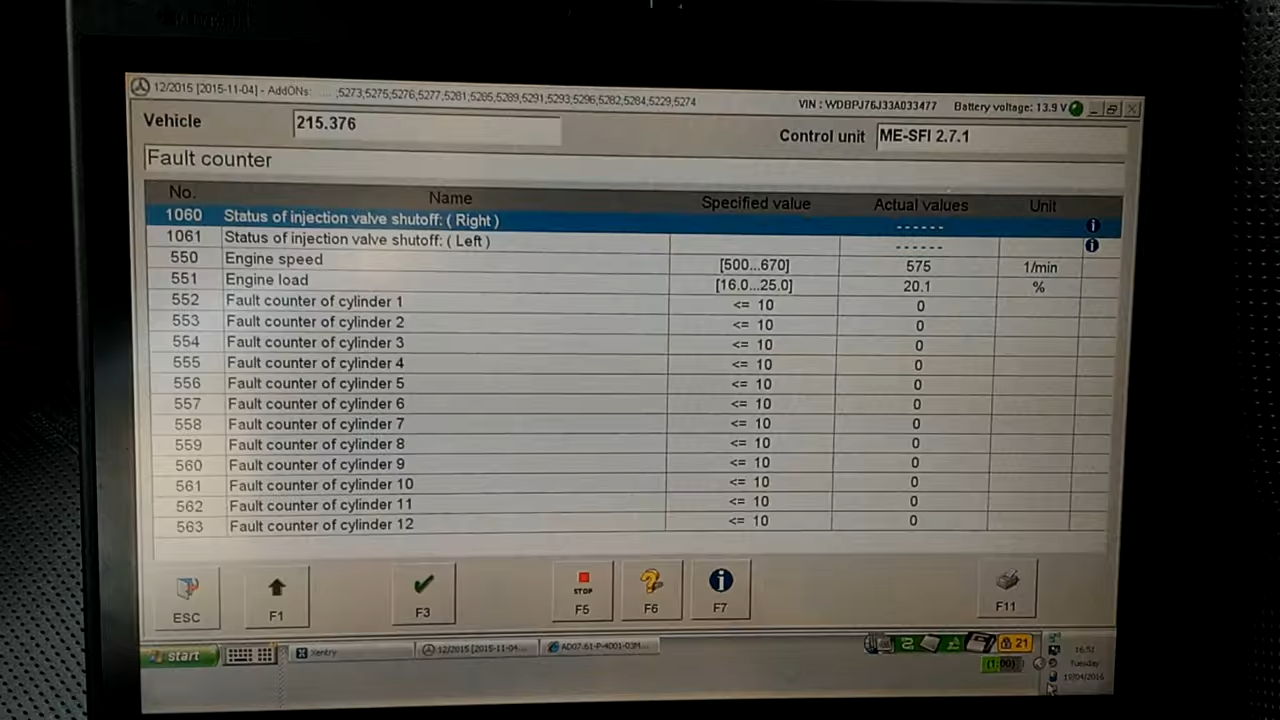 12/2015 [2015-11-04] - AddONs: ... ;5273;5275;5276;5277;5281;5285;5289;5291;5293;5296;5282;5284;5229;5274 VIN : WDBPJ76J33A033477 Battery voltage: 13.9 V
Vehicle 215.376 Control unit ME-SFI 2.7.1
Fault counter
No. Name Specified value Actual values Unit
1060 Status of injection valve shutoff: ( Right ) ------
1061 Status of injection valve shutoff: ( Left ) ------
550 Engine speed [500...670] 575 1/min
551 Engine load [16.0...25.0] 20.1 %
552 Fault counter of cylinder 1 <= 10 0
553 Fault counter of cylinder 2 <= 10 0
554 Fault counter of cylinder 3 <= 10 0
555 Fault counter of cylinder 4 <= 10 0
556 Fault counter of cylinder 5 <= 10 0
557 Fault counter of cylinder 6 <= 10 0
558 Fault counter of cylinder 7 <= 10 0
559 Fault counter of cylinder 8 <= 10 0
560 Fault counter of cylinder 9 <= 10 0
561 Fault counter of cylinder 10 <= 10 0
562 Fault counter of cylinder 11 <= 10 0
563 Fault counter of cylinder 12 <= 10 0
STOP
ESC F1 F3 F5 F6 F7 F11
start Xentry 12/2015 [2015-11-04... AD07.61-P-4001-03M... 21 16:51
(1:00) Tuesday
19/04/2016